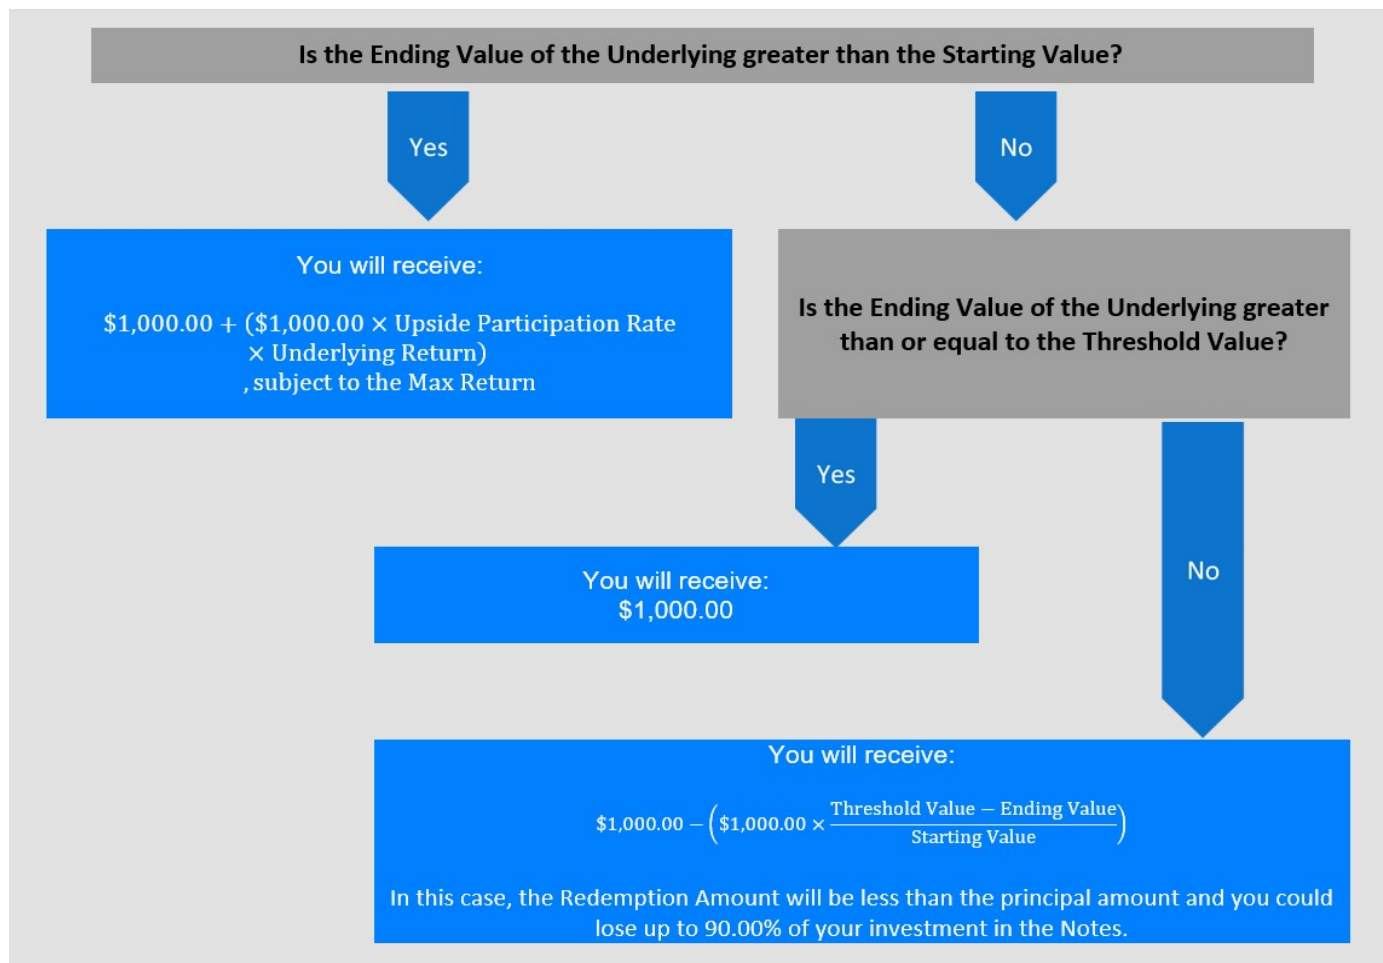 Is the Ending Value of the Underlying greater than the Starting Value?
Yes
No
You will receive:
$1,000.00 + ($1,000.00 × Upside Participation Rate
× Underlying Return)
, subject to the Max Return
Is the Ending Value of the Underlying greater
than or equal to the Threshold Value?
Yes
No
You will receive:
$1,000.00
You will receive:
$1,000.00 − ($1,000.00 × Threshold Value − Ending Value
Starting Value)
In this case, the Redemption Amount will be less than the principal amount and you could
lose up to 90.00% of your investment in the Notes.